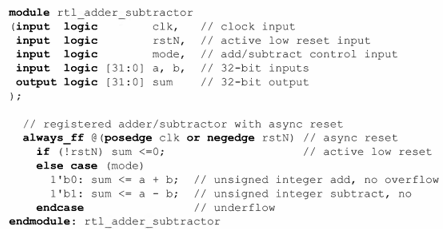 module rtl_adder_subtractor
(input logic clk, // clock input
input logic rstN, // active low reset input
input logic mode, // add/subtract control input
input logic [31:0] a, b, // 32-bit inputs
output logic [31:0] sum // 32-bit output
);
// registered adder/subtractor with async reset
always_ff @(posedge clk or negedge rstN) // async reset
if (!rstN) sum <=0; // active low reset
else case (mode)
1'b0: sum <= a + b; // unsigned integer add, no overflow
1'b1: sum <= a - b; // unsigned integer subtract, no
endcase // underflow
endmodule: rtl_adder_subtractor